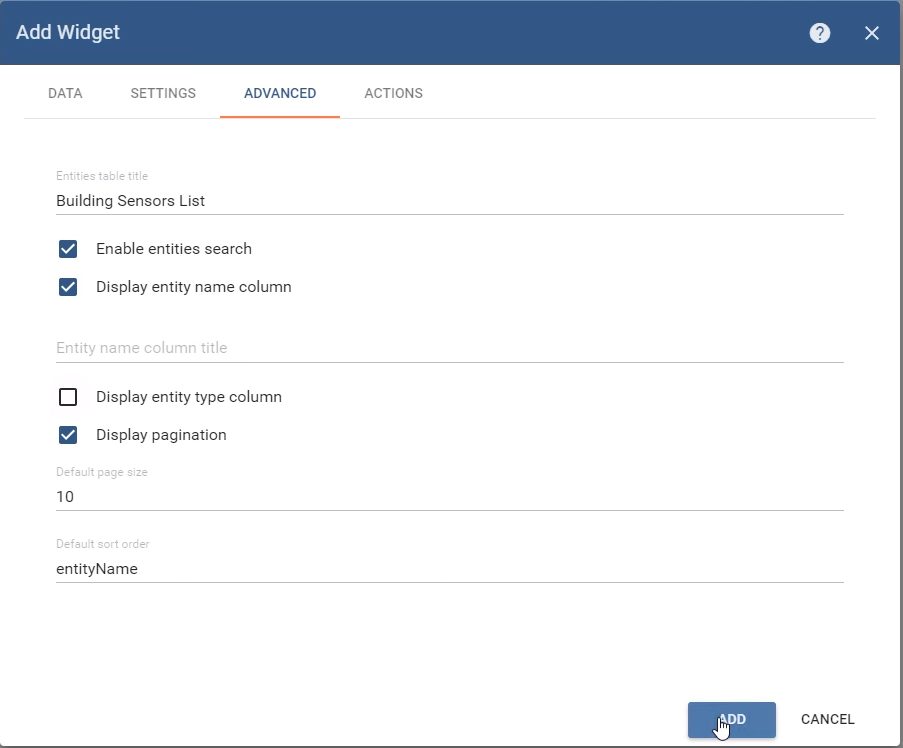 Add Widget
?
DATA SETTINGS ADVANCED ACTIONS
Entities table title
Building Sensors List
Enable entities search
Display entity name column
Entity name column title
Display entity type column
Display pagination
Default page size
10
Default sort order
entityName
ADD CANCEL